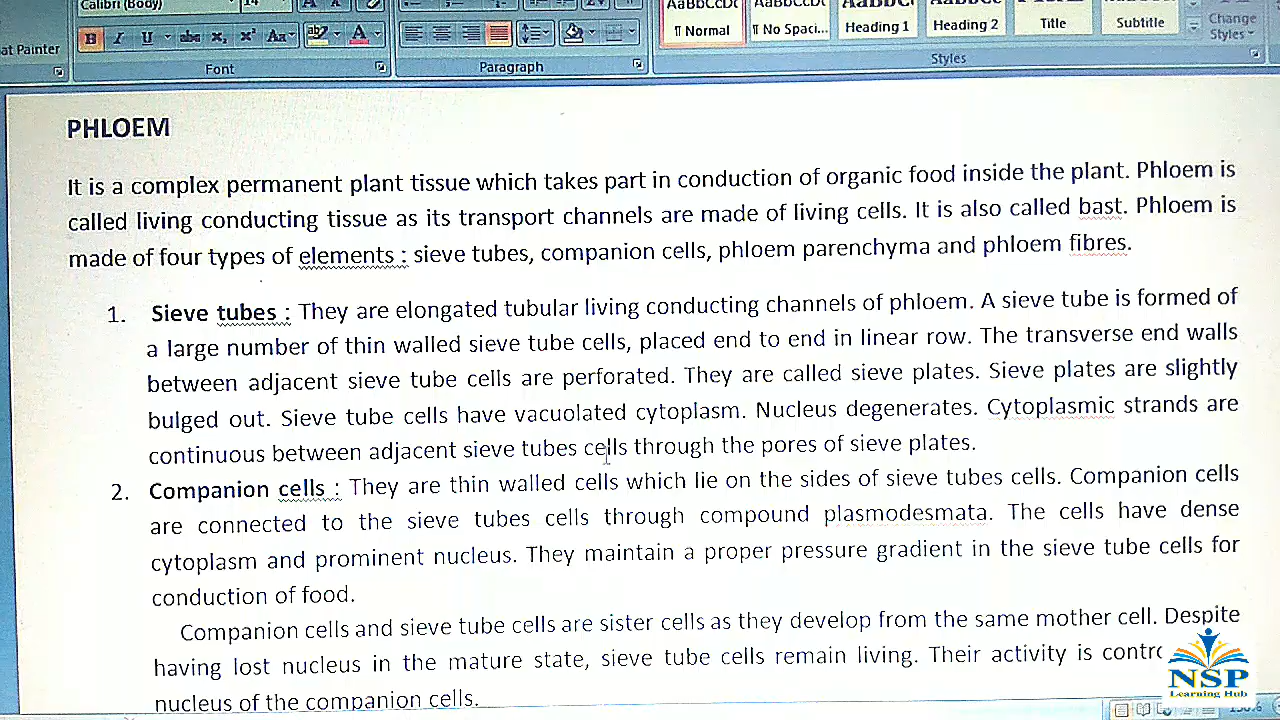 Calibri (Body)
14
at Painter
B I U abc x₂ x² Aa ab A
AaBbCcDc AaBbCcDc AaBbC
¶ Normal ¶ No Spaci... Heading 1 Heading 2 Title Subtitle Change Styles
Font Paragraph Styles
PHLOEM
It is a complex permanent plant tissue which takes part in conduction of organic food inside the plant. Phloem is
called living conducting tissue as its transport channels are made of living cells. It is also called bast. Phloem is
made of four types of elements : sieve tubes, companion cells, phloem parenchyma and phloem fibres.
1. Sieve tubes : They are elongated tubular living conducting channels of phloem. A sieve tube is formed of
a large number of thin walled sieve tube cells, placed end to end in linear row. The transverse end walls
between adjacent sieve tube cells are perforated. They are called sieve plates. Sieve plates are slightly
bulged out. Sieve tube cells have vacuolated cytoplasm. Nucleus degenerates. Cytoplasmic strands are
continuous between adjacent sieve tubes cells through the pores of sieve plates.
2. Companion cells : They are thin walled cells which lie on the sides of sieve tubes cells. Companion cells
are connected to the sieve tubes cells through compound plasmodesmata. The cells have dense
cytoplasm and prominent nucleus. They maintain a proper pressure gradient in the sieve tube cells for
conduction of food.
Companion cells and sieve tube cells are sister cells as they develop from the same mother cell. Despite
having lost nucleus in the mature state, sieve tube cells remain living. Their activity is contro
nucleus of the companion cells.
NSP
Learning Hub